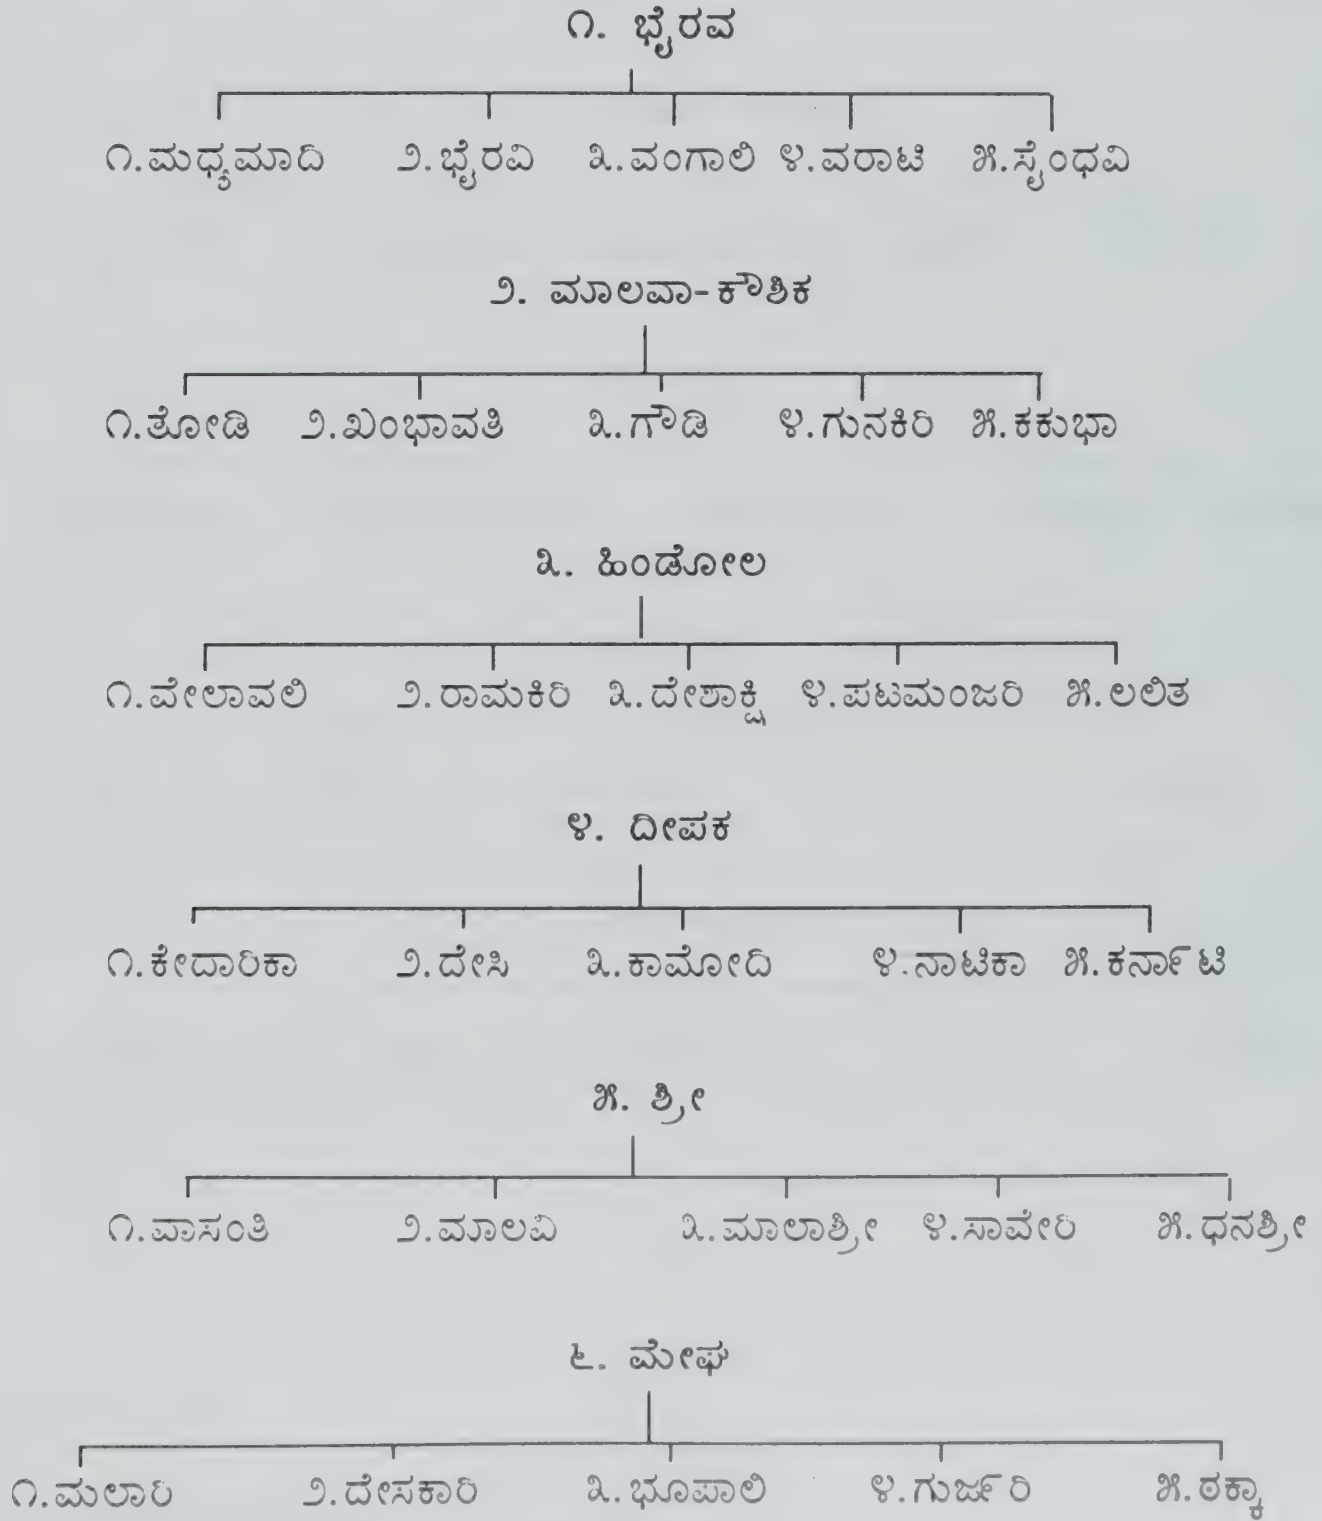 ೧. ಭೈರವ
೧.ಮಧ್ಯಮಾದಿ ೨.ಭೈರವಿ ೩.ವಂಗಾಲಿ ೪.ವರಾಟಿ ೫.ಸೈಂಧವಿ
೨. ಮಾಲವಾ-ಕೌಶಿಕ
೧.ತೋಡಿ ೨.ಖಂಭಾವತಿ ೩.ಗೌಡಿ ೪.ಗುನಕಿರಿ ೫.ಕಕುಭಾ
೩. ಹಿಂಡೋಲ
೧.ವೇಲಾವಲಿ ೨.ರಾಮಕಿರಿ ೩.ದೇಶಾಕ್ಷಿ ೪.ಪಟಮಂಜರಿ ೫.ಲಲಿತ
೪. ದೀಪಕ
೧.ಕೇದಾರಿಕಾ ೨.ದೇಸಿ ೩.ಕಾಮೋದಿ ೪.ನಾಟಿಕಾ ೫.ಕರ್ನಾಟಿ
೫. ಶ್ರೀ
೧.ವಾಸಂತಿ ೨.ಮಾಲವಿ ೩.ಮಾಲಾಶ್ರೀ ೪.ಸಾವೇರಿ ೫.ಧನಶ್ರೀ
೬. ಮೇಘ
೧.ಮಲಾರಿ ೨.ದೇಸಕಾರಿ ೩.ಭೂಪಾಲಿ ೪.ಗುರ್ಜರಿ ೫.ಠಕ್ಕಾ